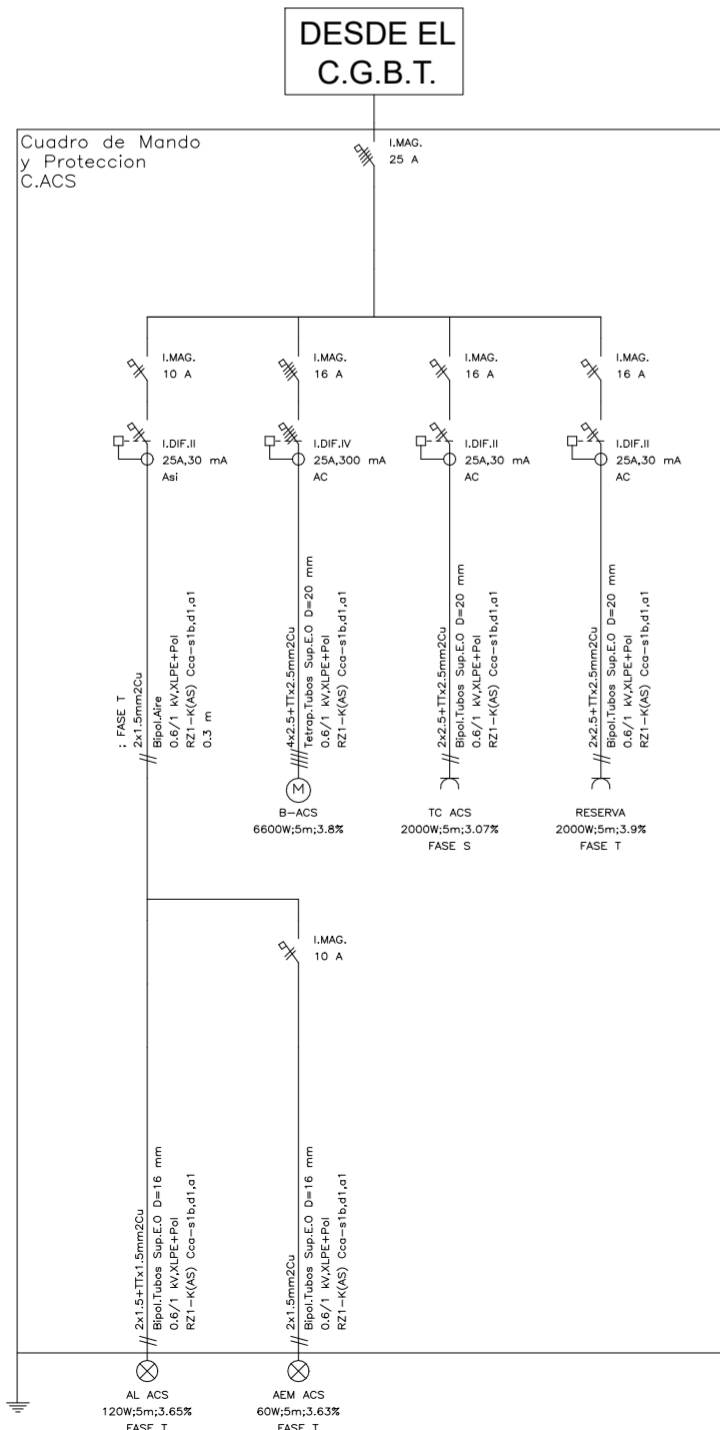 DESDE EL
C.G.B.T.
Cuadro de Mando
y Proteccion
C.ACS
I.MAG.
25 A
I.MAG.
10 A
I.MAG.
16 A
I.MAG.
16 A
I.MAG.
16 A
I.DIF.II
25A,30 mA
Asi
I.DIF.IV
25A,300 mA
AC
I.DIF.II
25A,30 mA
AC
I.DIF.II
25A,30 mA
AC
; FASE T
2x1.5mm2Cu
Bipol.Aire
0.6/1 kV,XLPE+Pol
RZ1-K(AS) Cca-s1b,d1,a1
0.3 m
4x2.5+TTx2.5mm2Cu
Tetrap.Tubos Sup.E.O D=20 mm
0.6/1 kV,XLPE+Pol
RZ1-K(AS) Cca-s1b,d1,a1
2x2.5+TTx2.5mm2Cu
Bipol.Tubos Sup.E.O D=20 mm
0.6/1 kV,XLPE+Pol
RZ1-K(AS) Cca-s1b,d1,a1
2x2.5+TTx2.5mm2Cu
Bipol.Tubos Sup.E.O D=20 mm
0.6/1 kV,XLPE+Pol
RZ1-K(AS) Cca-s1b,d1,a1
M
B-ACS
6600W;5m;3.8%
TC ACS
2000W;5m;3.07%
FASE S
RESERVA
2000W;5m;3.9%
FASE T
I.MAG.
10 A
2x1.5+TTx1.5mm2Cu
Bipol.Tubos Sup.E.O D=16 mm
0.6/1 kV,XLPE+Pol
RZ1-K(AS) Cca-s1b,d1,a1
2x1.5mm2Cu
Bipol.Tubos Sup.E.O D=16 mm
0.6/1 kV,XLPE+Pol
RZ1-K(AS) Cca-s1b,d1,a1
AL ACS
120W;5m;3.65%
FASE T
AEM ACS
60W;5m;3.63%
FASE T